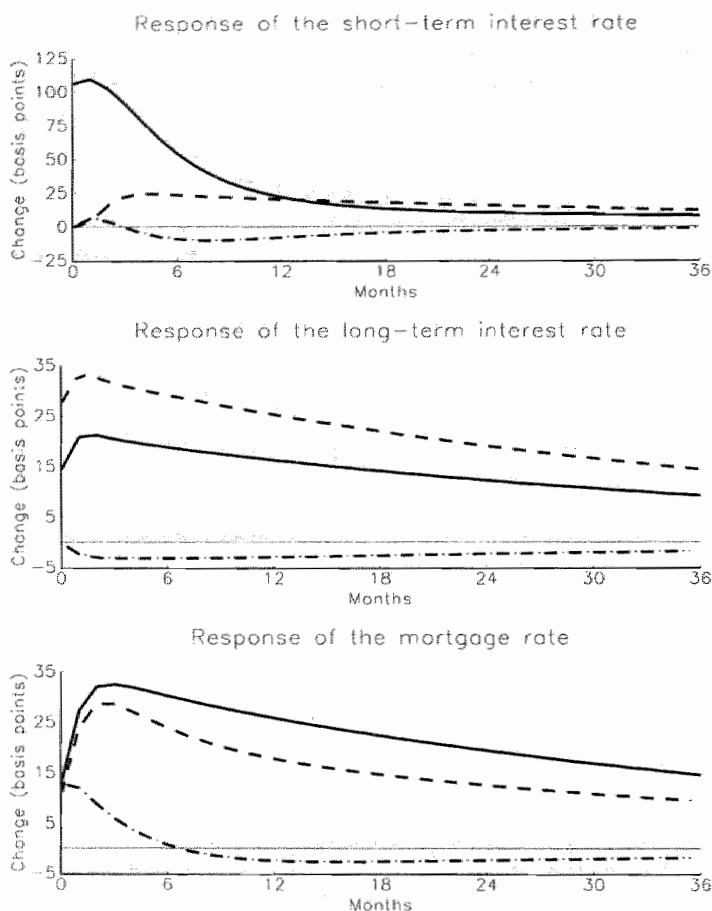 Response of the short-term interest rate
Change (basis points)
125
100
75
50
25
0
-25
0 6 12 18 24 30 36
Months
Response of the long-term interest rate
Change (basis points)
35
25
15
5
-5
0 6 12 18 24 30 36
Months
Response of the mortgage rate
Change (basis points)
35
25
15
5
-5
0 6 12 18 24 30 36
Months